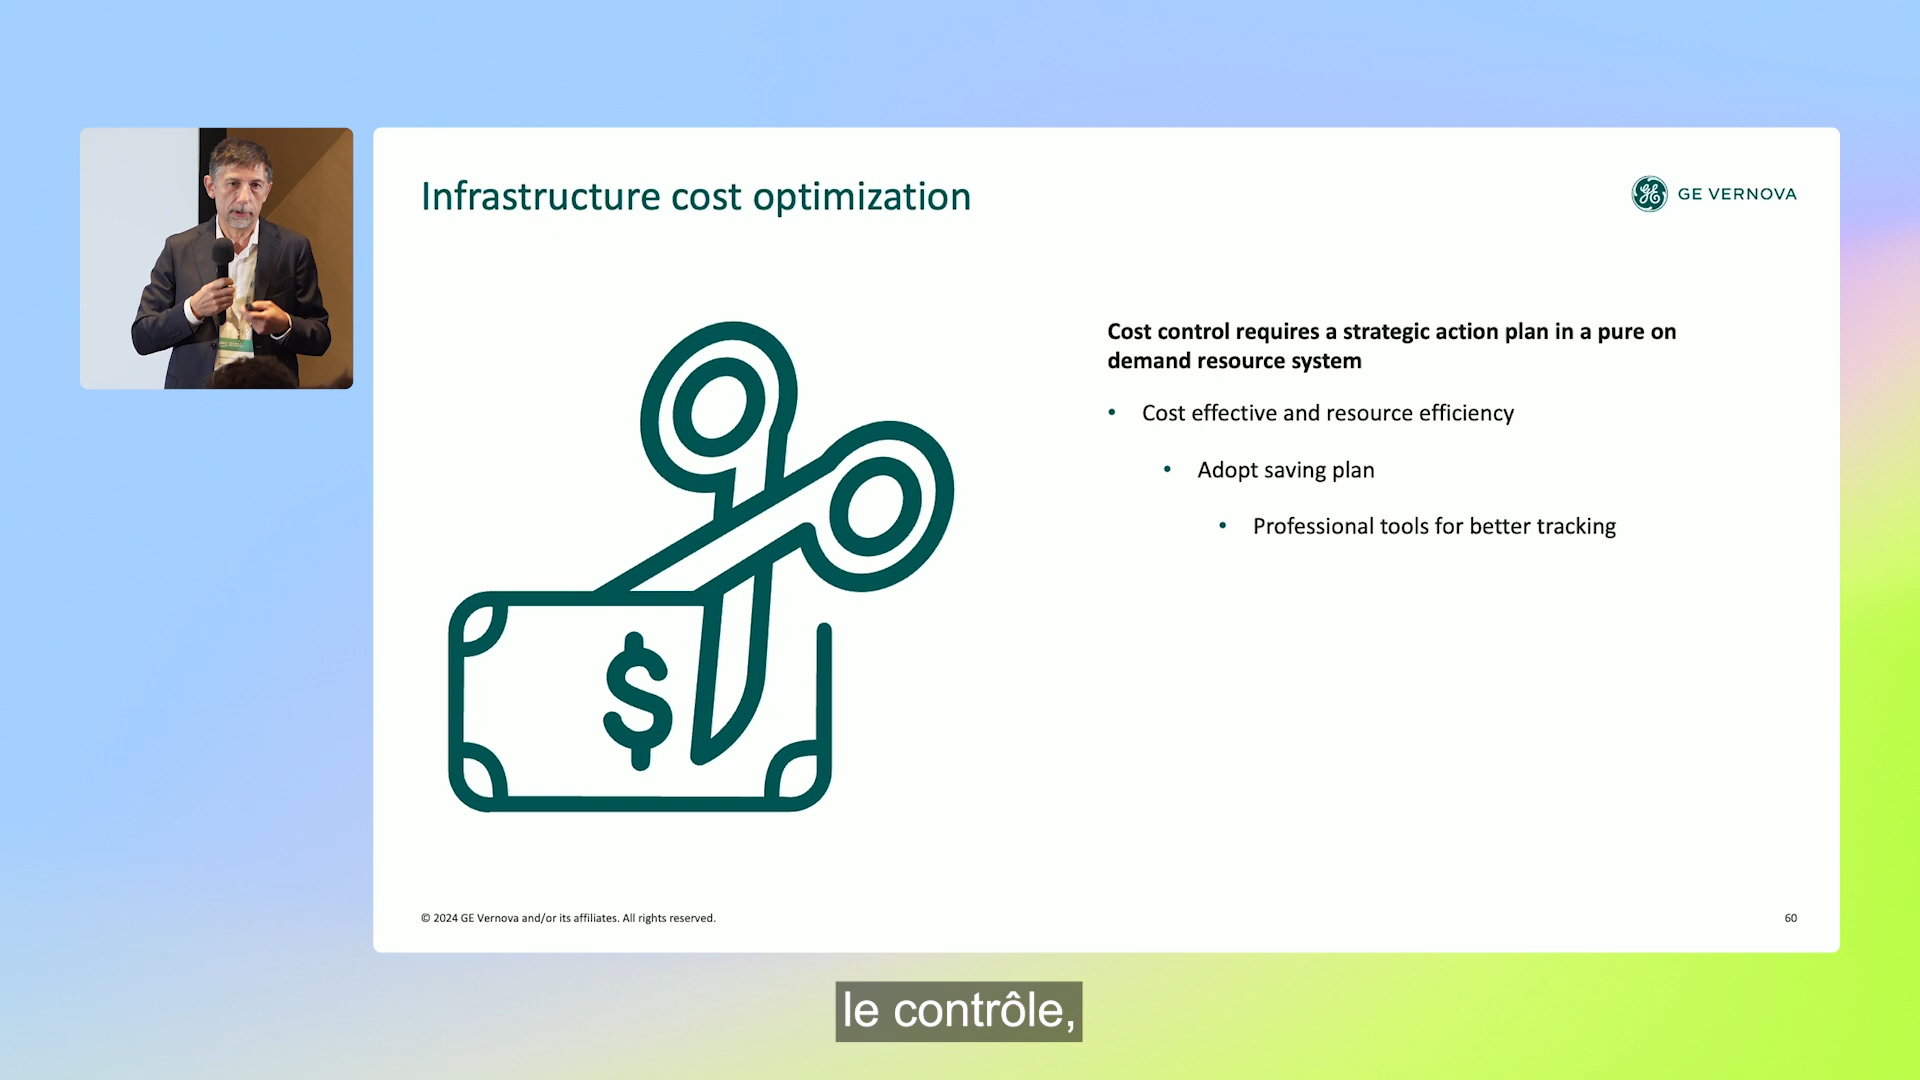 Infrastructure cost optimization
GE VERNOVA
Cost control requires a strategic action plan in a pure on
demand resource system
• Cost effective and resource efficiency
• Adopt saving plan
• Professional tools for better tracking
$
© 2024 GE Vernova and/or its affiliates. All rights reserved.
60
le contrôle,